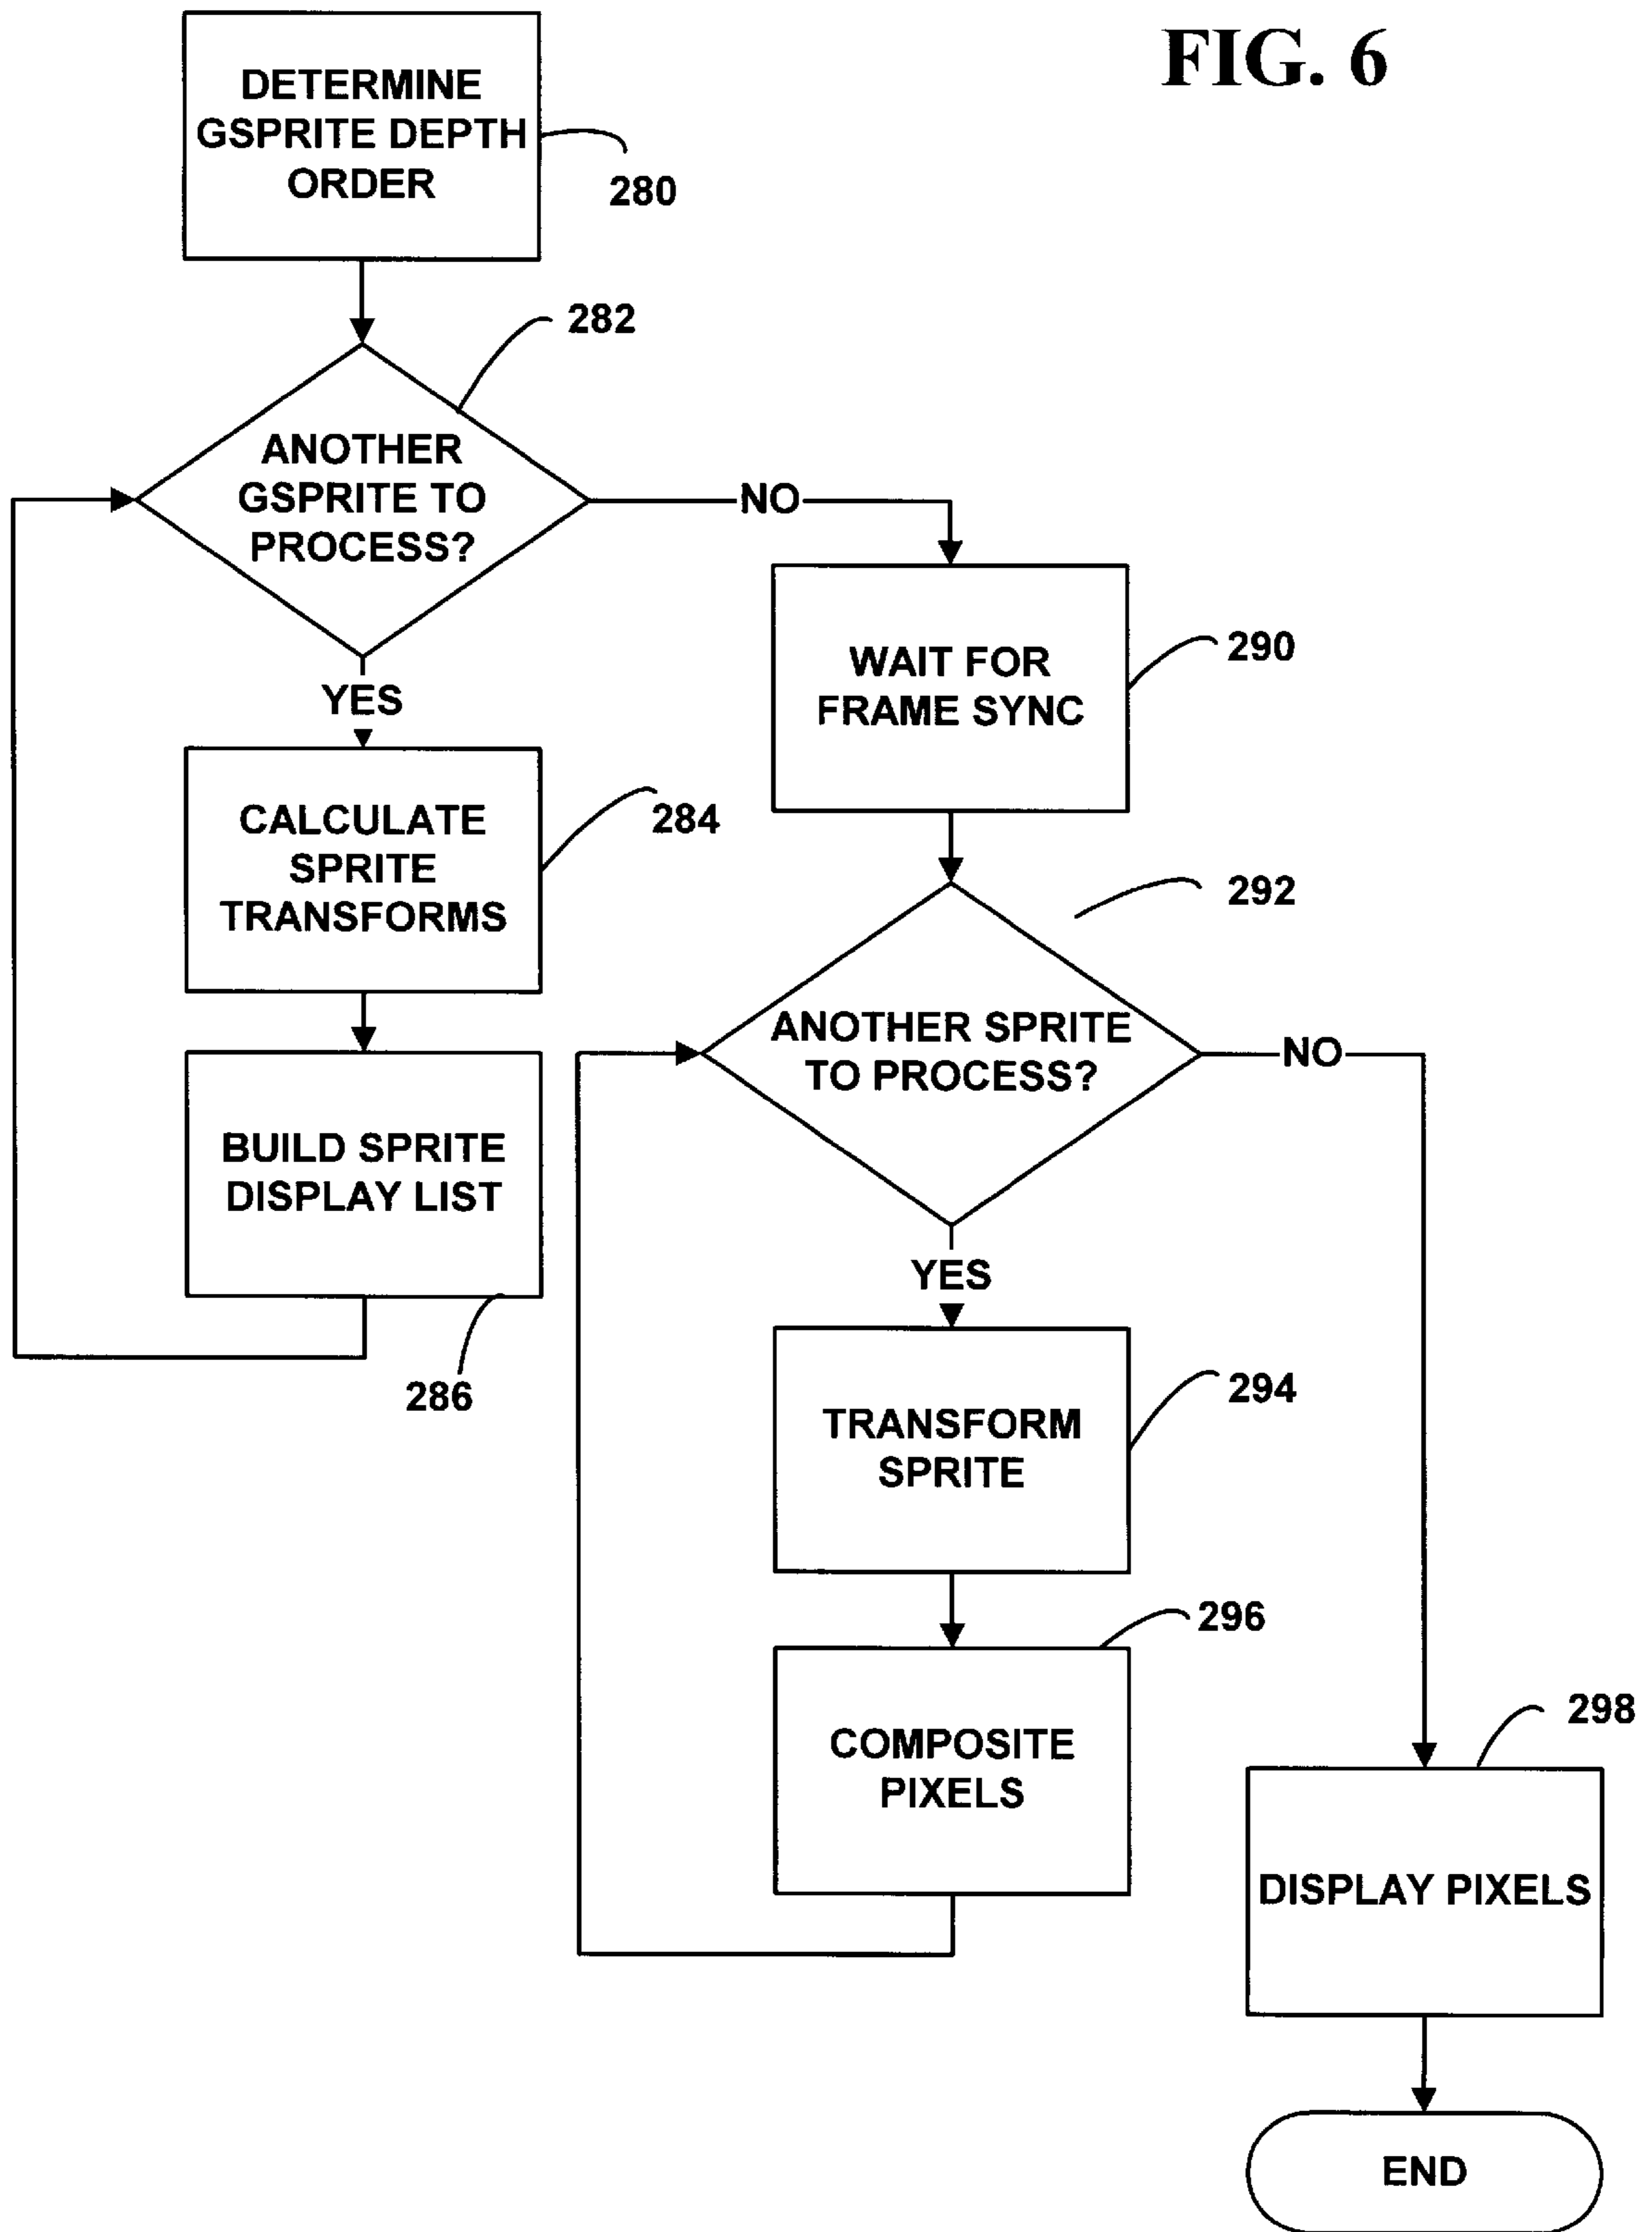 FIG. 6
DETERMINE
GSPRITE DEPTH
ORDER
280
282
ANOTHER
GSPRITE TO
PROCESS?
NO
YES
CALCULATE
SPRITE
TRANSFORMS
284
BUILD SPRITE
DISPLAY LIST
286
WAIT FOR
FRAME SYNC
290
292
ANOTHER SPRITE
TO PROCESS?
NO
YES
TRANSFORM
SPRITE
294
296
COMPOSITE
PIXELS
298
DISPLAY PIXELS
END